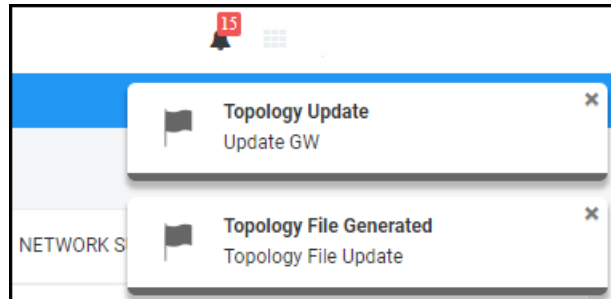 15
Topology Update
Update GW
Topology File Generated
NETWORK S
Topology File Update